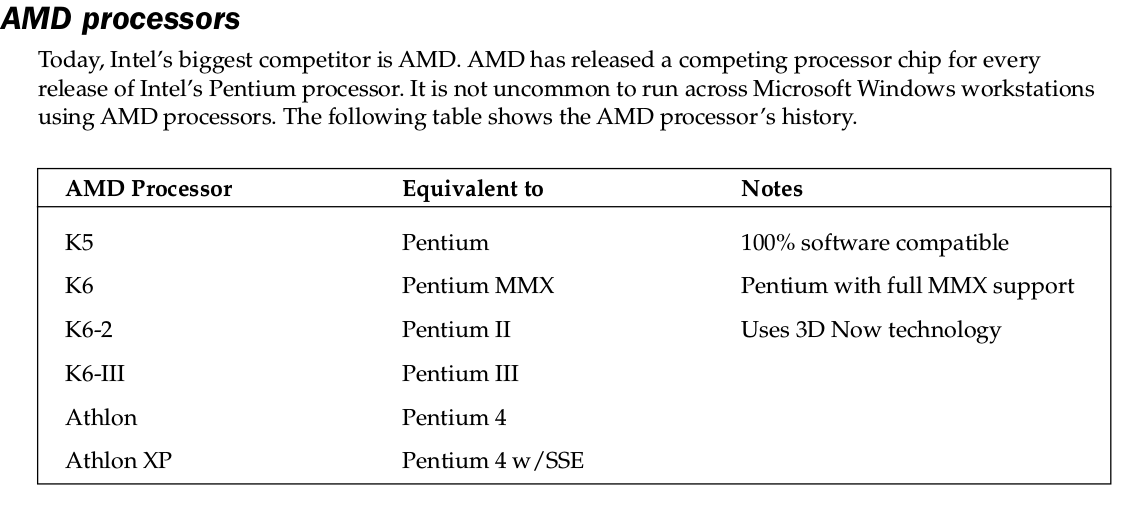 AMD processors
Today, Intel’s biggest competitor is AMD. AMD has released a competing processor chip for every
release of Intel’s Pentium processor. It is not uncommon to run across Microsoft Windows workstations
using AMD processors. The following table shows the AMD processor’s history.
AMD Processor Equivalent to Notes
K5 Pentium 100% software compatible
K6 Pentium MMX Pentium with full MMX support
K6-2 Pentium II Uses 3D Now technology
K6-III Pentium III
Athlon Pentium 4
Athlon XP Pentium 4 w/SSE